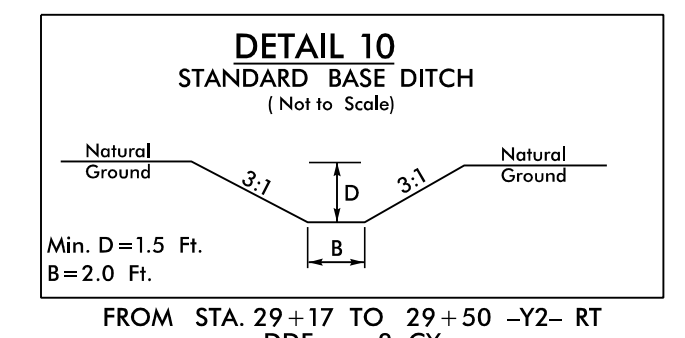 DETAIL 10
STANDARD BASE DITCH
( Not to Scale)
Natural
Ground
3:1
D
3:1
Natural
Ground
Min. D=1.5 Ft.
B=2.0 Ft.
B
FROM STA. 29+17 TO 29+50 -Y2- RT